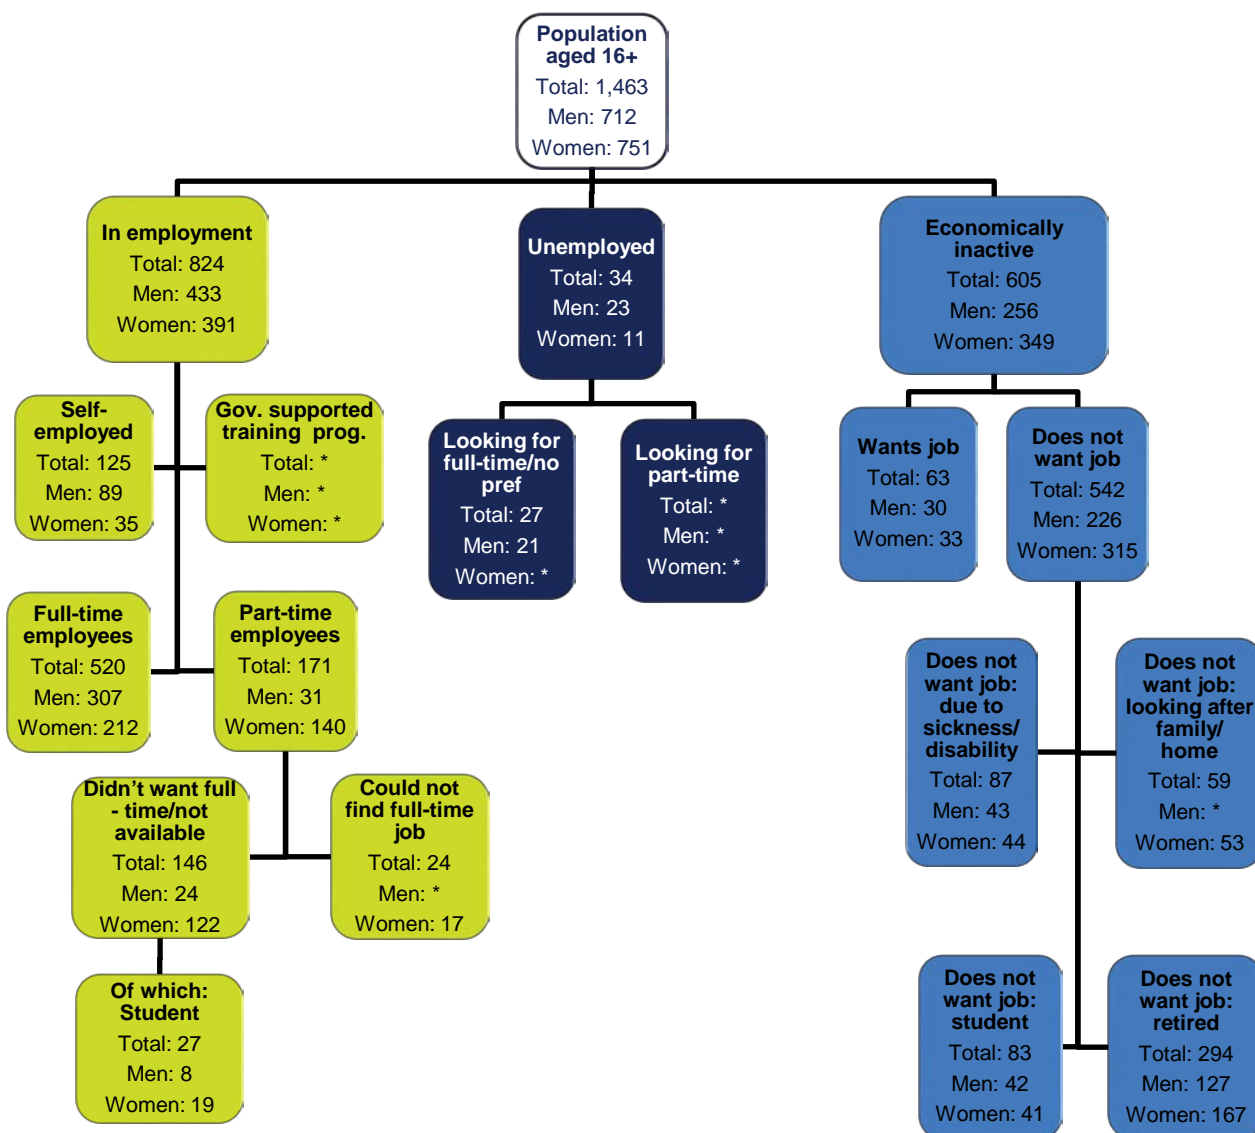 Population
aged 16+
Total: 1,463
Men: 712
Women: 751
In employment
Total: 824
Men: 433
Women: 391
Unemployed
Total: 34
Men: 23
Women: 11
Economically
inactive
Total: 605
Men: 256
Women: 349
Self-
employed
Total: 125
Men: 89
Women: 35
Gov. supported
training prog.
Total: *
Men: *
Women: *
Looking for
full-time/no
pref
Total: 27
Men: 21
Women: *
Looking for
part-time
Total: *
Men: *
Women: *
Wants job
Total: 63
Men: 30
Women: 33
Does not
want job
Total: 542
Men: 226
Women: 315
Full-time
employees
Total: 520
Men: 307
Women: 212
Part-time
employees
Total: 171
Men: 31
Women: 140
Does not
want job:
due to
sickness/
disability
Total: 87
Men: 43
Women: 44
Does not
want job:
looking after
family/
home
Total: 59
Men: *
Women: 53
Didn't want full
- time/not
available
Total: 146
Men: 24
Women: 122
Could not
find full-time
job
Total: 24
Men: *
Women: 17
Of which:
Student
Total: 27
Men: 8
Women: 19
Does not
want job:
student
Total: 83
Men: 42
Women: 41
Does not
want job:
retired
Total: 294
Men: 127
Women: 167